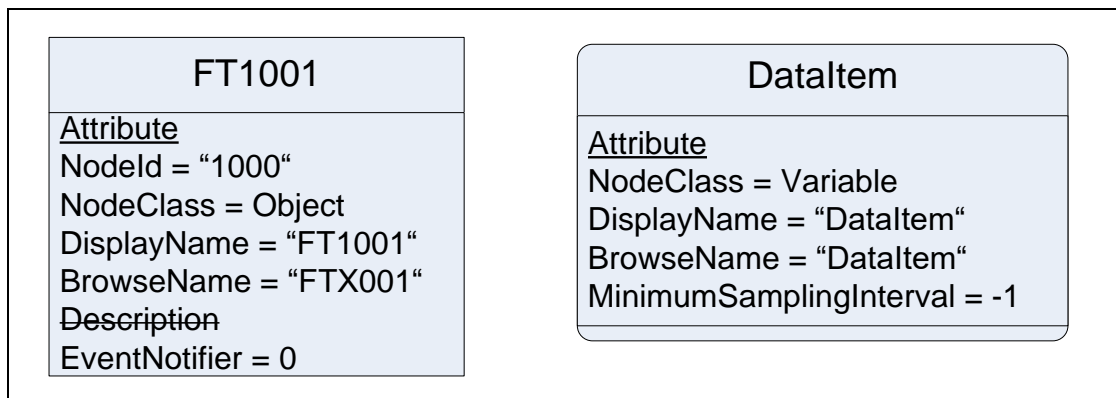 FT1001
Attribute
NodeId = “1000“
NodeClass = Object
DisplayName = “FT1001“
BrowseName = “FTX001“
Description
EventNotifier = 0
DataItem
Attribute
NodeClass = Variable
DisplayName = “DataItem“
BrowseName = “DataItem“
MinimumSamplingInterval = -1